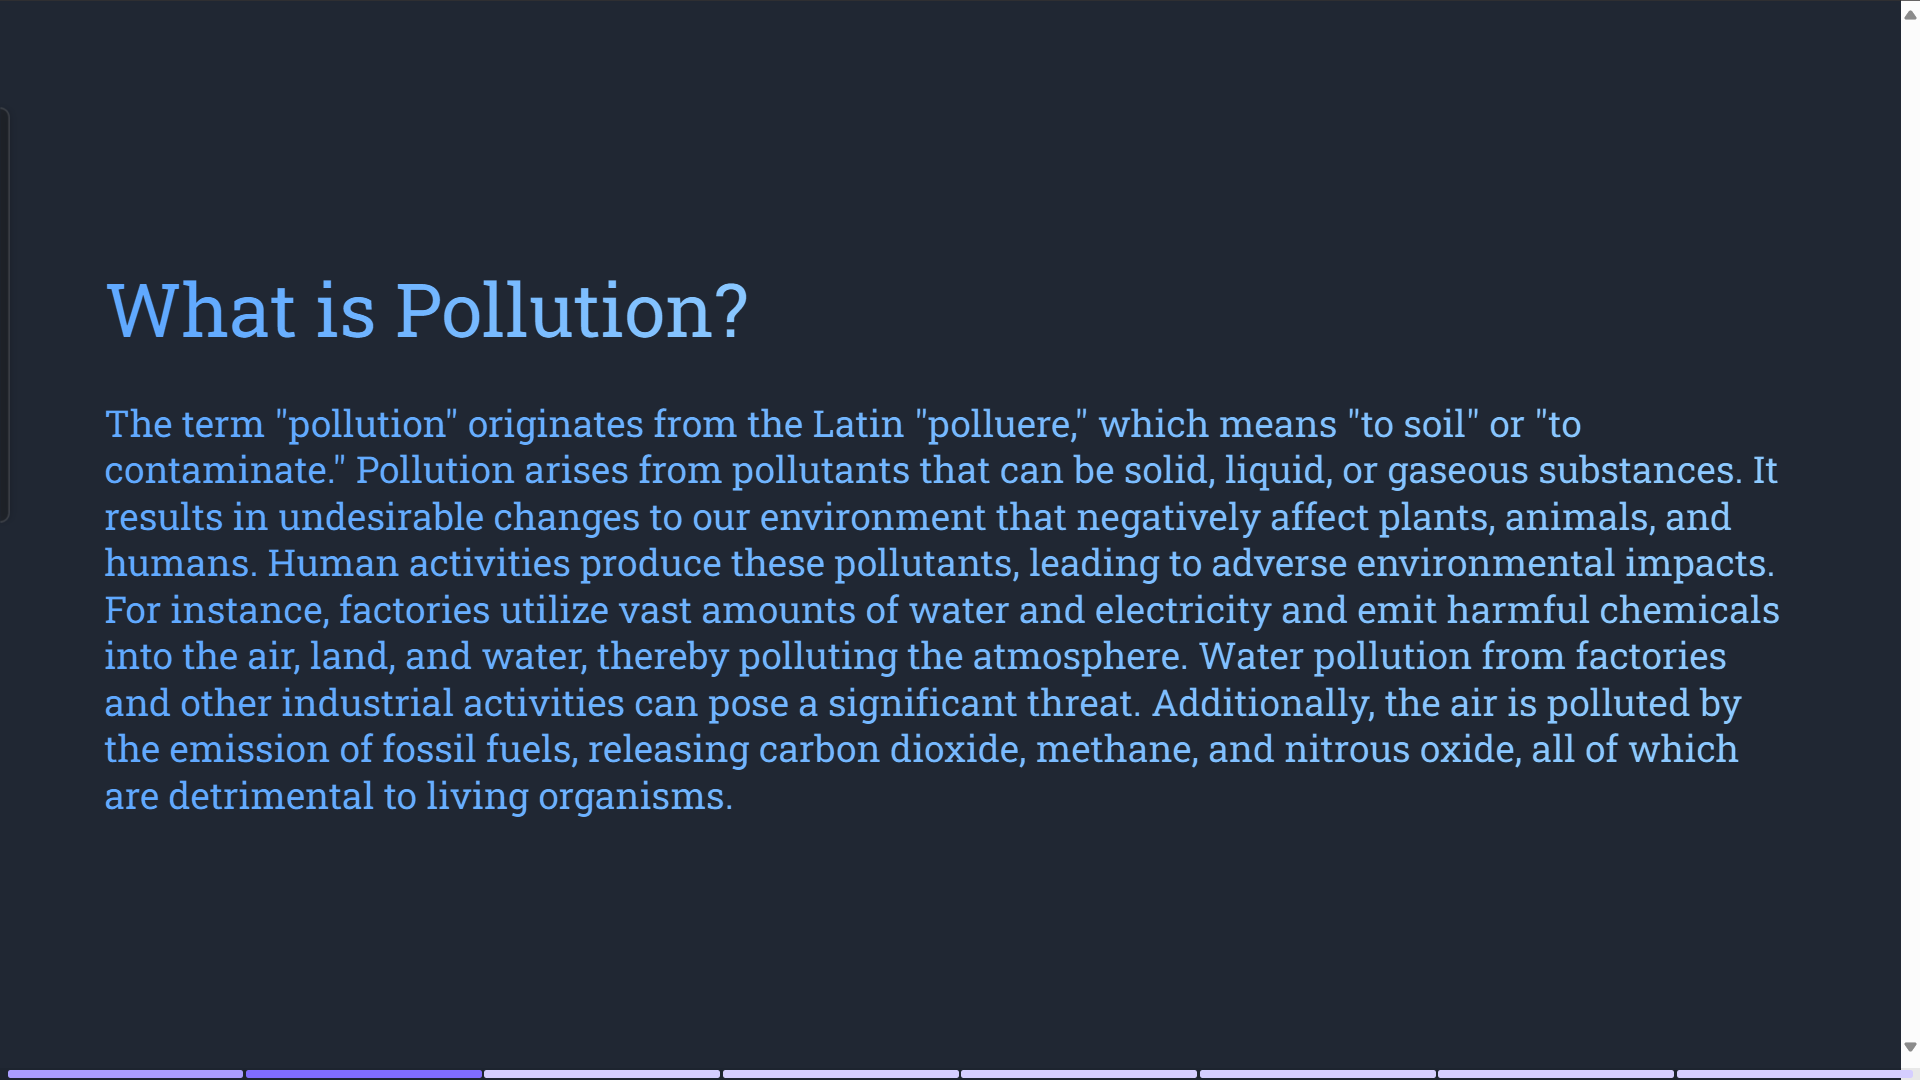 What is Pollution?
The term "pollution" originates from the Latin "polluere," which means "to soil" or "to
contaminate." Pollution arises from pollutants that can be solid, liquid, or gaseous substances. It
results in undesirable changes to our environment that negatively affect plants, animals, and
humans. Human activities produce these pollutants, leading to adverse environmental impacts.
For instance, factories utilize vast amounts of water and electricity and emit harmful chemicals
into the air, land, and water, thereby polluting the atmosphere. Water pollution from factories
and other industrial activities can pose a significant threat. Additionally, the air is polluted by
the emission of fossil fuels, releasing carbon dioxide, methane, and nitrous oxide, all of which
are detrimental to living organisms.